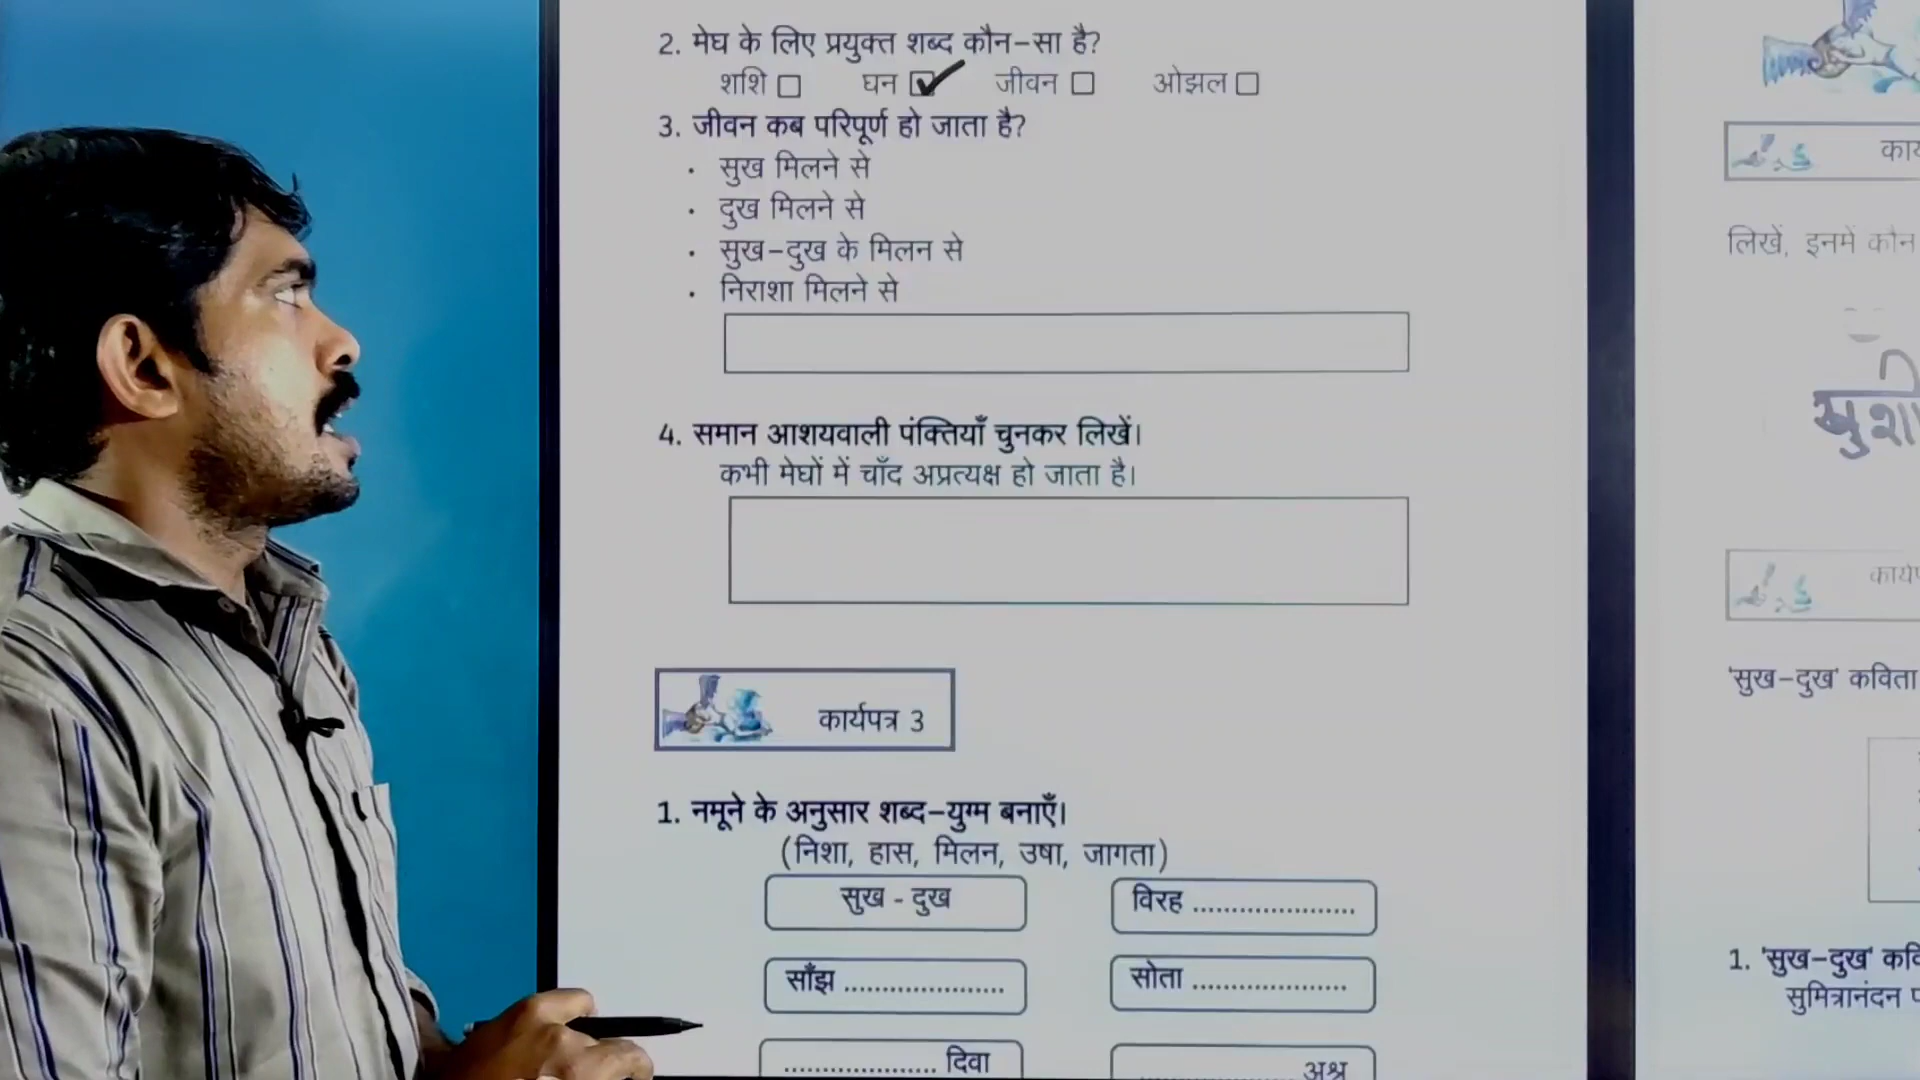 2. मेघ के लिए प्रयुक्त शब्द कौन-सा है?
शशि □ घन ☑ जीवन □ ओझल □
3. जीवन कब परिपूर्ण हो जाता है?
• सुख मिलने से
• दुख मिलने से
• सुख-दुख के मिलन से
• निराशा मिलने से
4. समान आशयवाली पंक्तियाँ चुनकर लिखें।
कभी मेघों में चाँद अप्रत्यक्ष हो जाता है।
कार्यपत्र 3
1. नमूने के अनुसार शब्द-युग्म बनाएँ।
(निशा, हास, मिलन, उषा, जागता)
सुख - दुख
विरह .....................
साँझ .....................
सोता ....................
.................... दिवा
.................... अश्रु
लिखें, इनमें कौन
'सुख-दुख' कविता
1. 'सुख-दुख'
सुमित्रानंदन